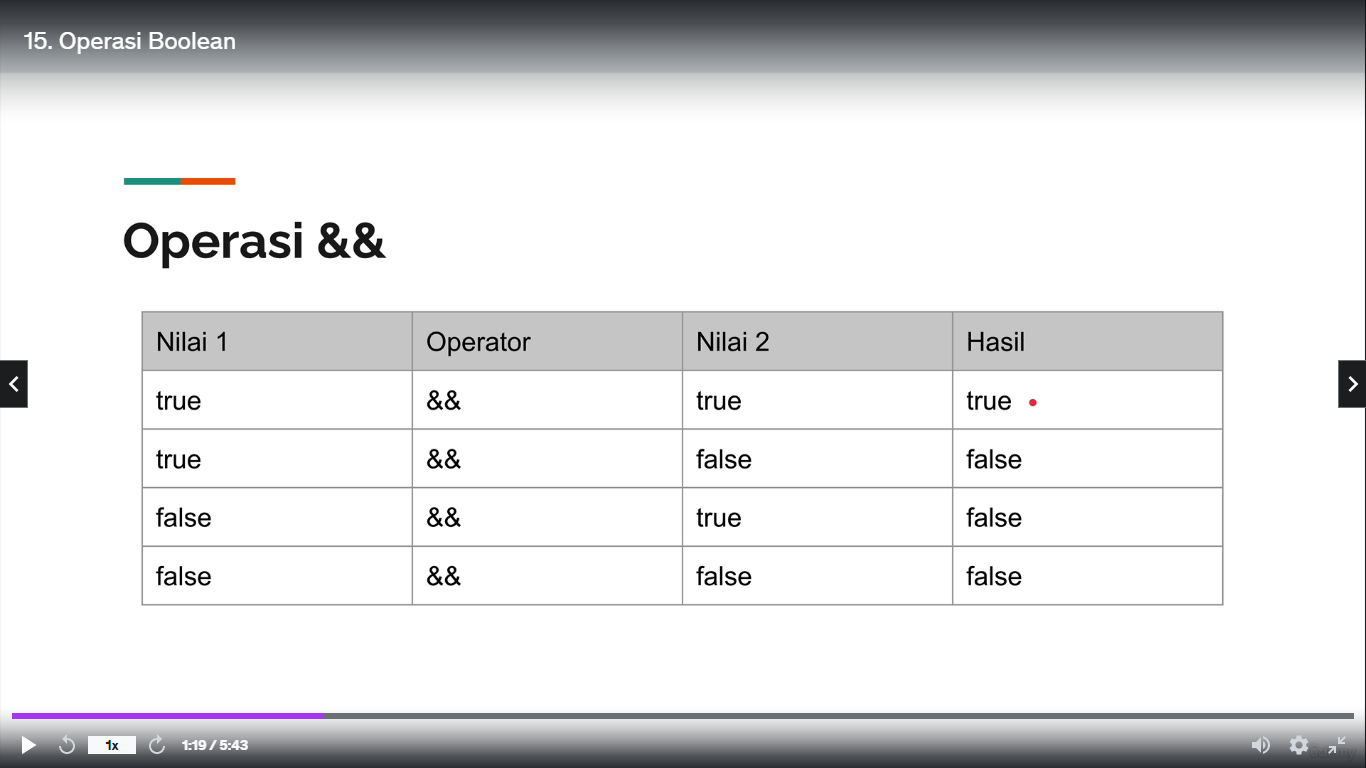 15. Operasi Boolean
Operasi &&
Nilai 1 Operator Nilai 2 Hasil
true && true true
true && false false
false && true false
false && false false
1x 1:19 / 5:43